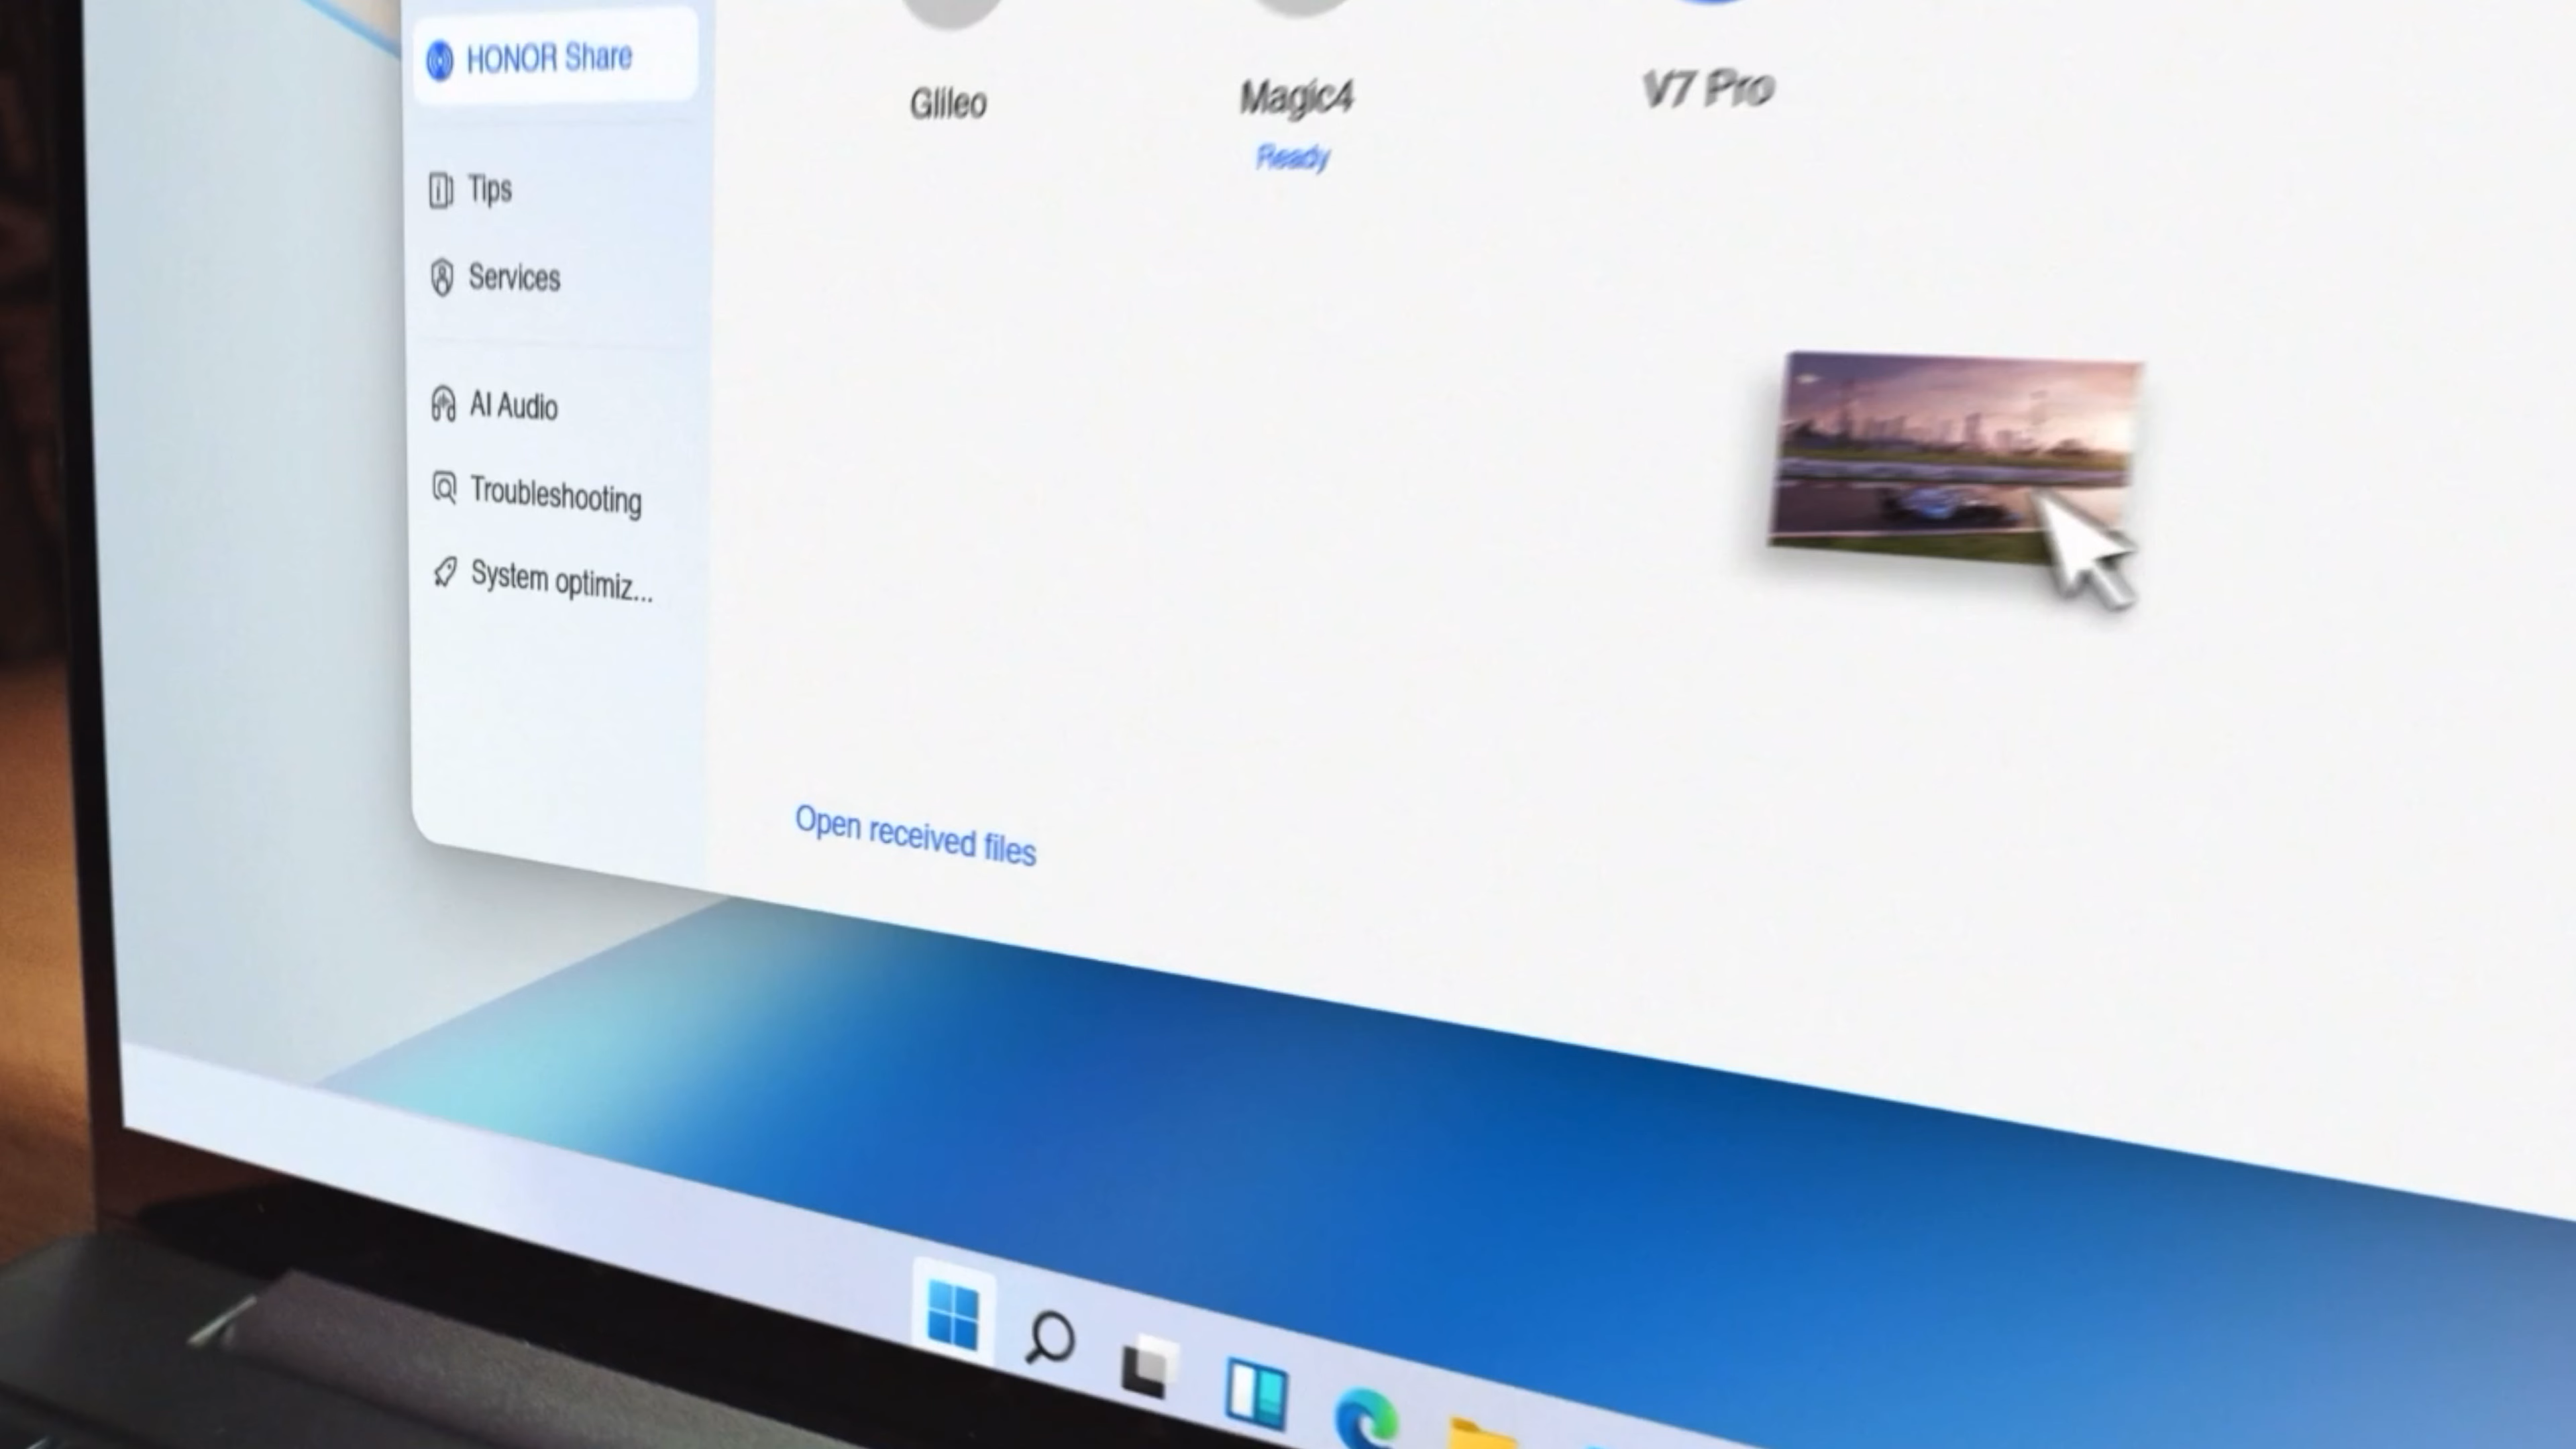 HONOR Share
Tips
Services
AI Audio
Troubleshooting
System optimiz...
Glileo
Magic4
Ready
V7 Pro
Open received files